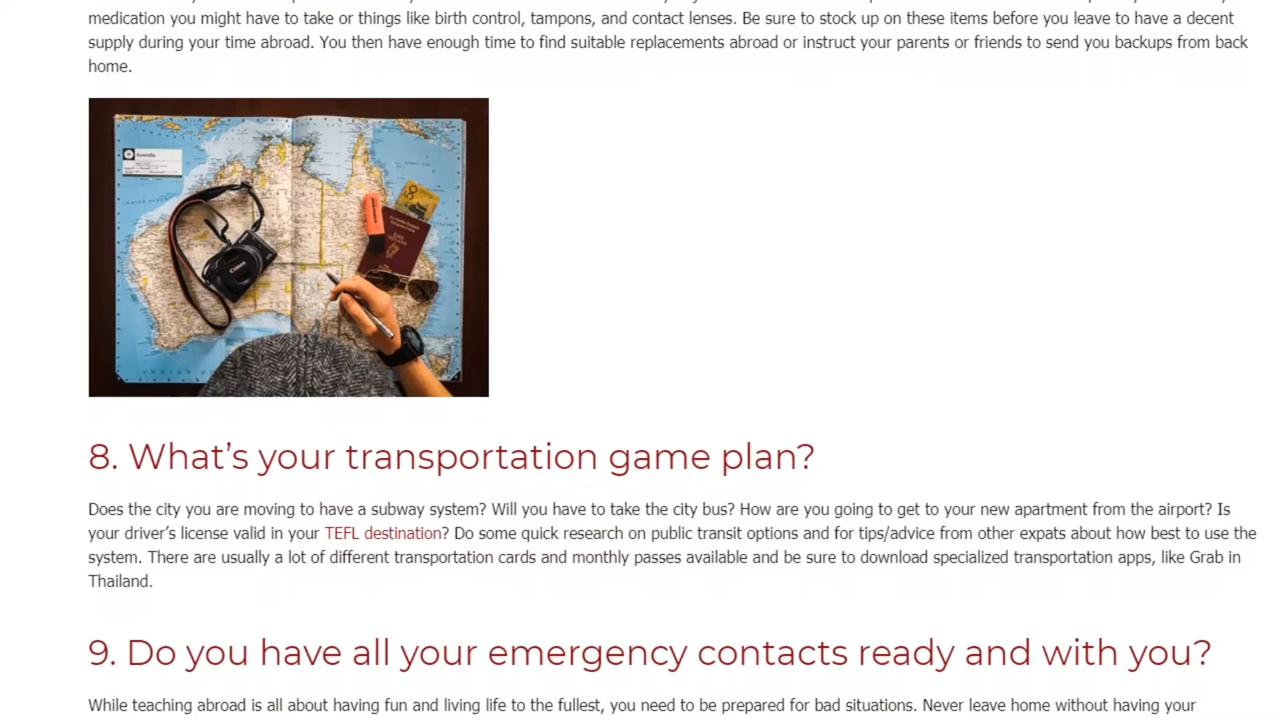 medication you might have to take or things like birth control, tampons, and contact lenses. Be sure to stock up on these items before you leave to have a decent
supply during your time abroad. You then have enough time to find suitable replacements abroad or instruct your parents or friends to send you backups from back
home.
Australia
50
Canon
8. What's your transportation game plan?
Does the city you are moving to have a subway system? Will you have to take the city bus? How are you going to get to your new apartment from the airport? Is
your driver's license valid in your TEFL destination? Do some quick research on public transit options and for tips/advice from other expats about how best to use the
system. There are usually a lot of different transportation cards and monthly passes available and be sure to download specialized transportation apps, like Grab in
Thailand.
9. Do you have all your emergency contacts ready and with you?
While teaching abroad is all about having fun and living life to the fullest, you need to be prepared for bad situations. Never leave home without having your